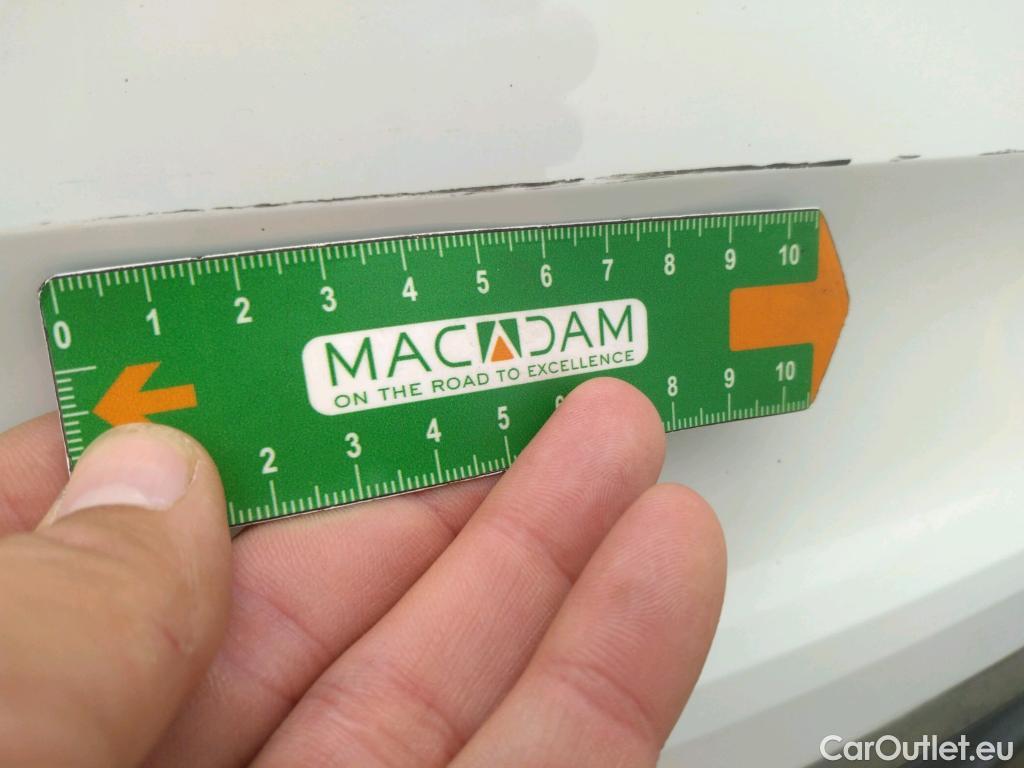 0 1 2 3 4 5 6 7 8 9 10
MACADAM
ON THE ROAD TO EXCELLENCE
2 3 4 5 8 9 10
CarOutlet.eu